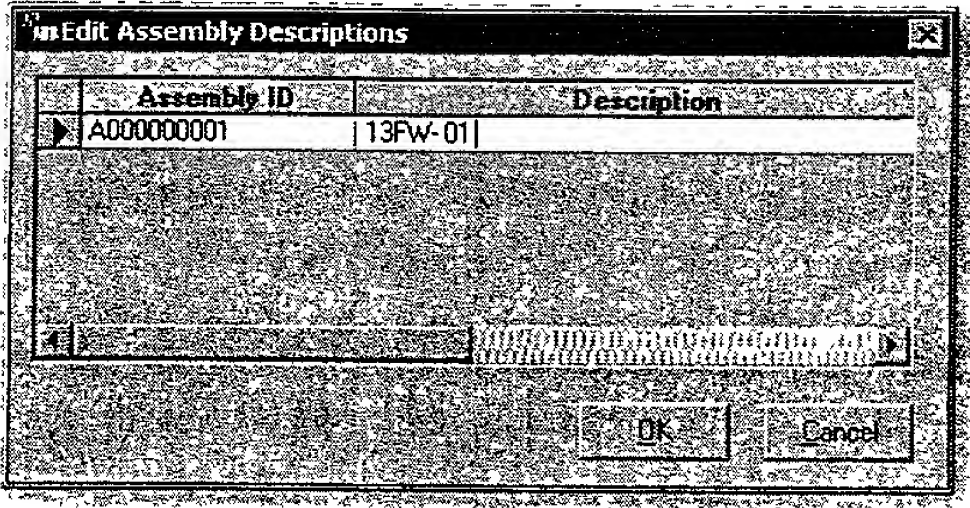 Edit Assembly Descriptions
Assembly ID Description
A000000001 13FW-01
OK Cancel